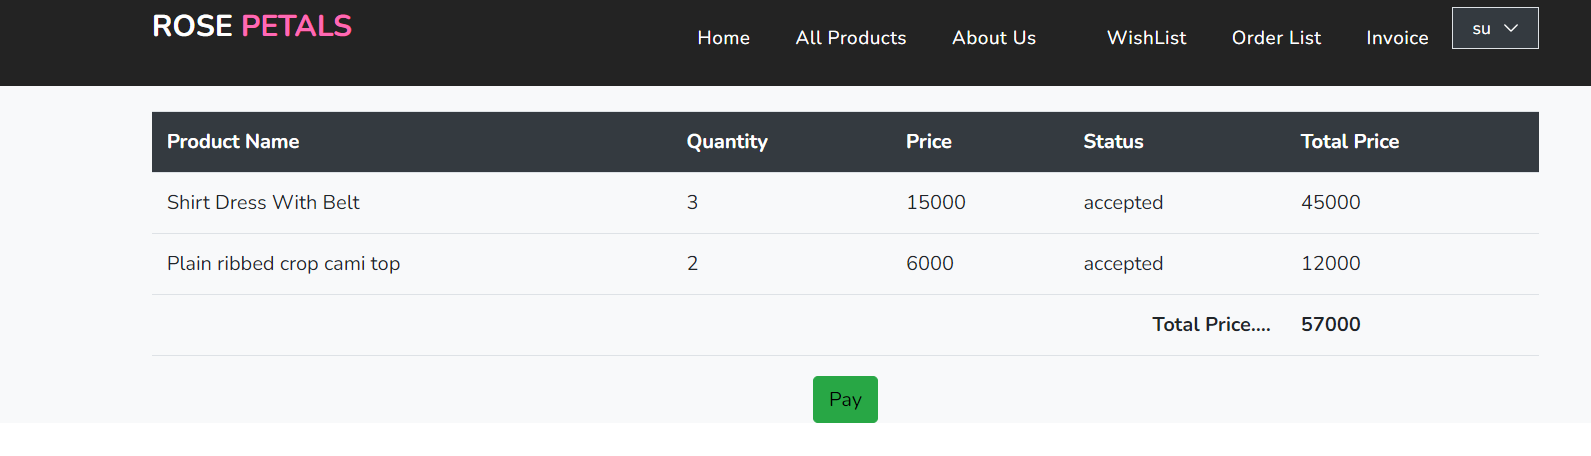 ROSE PETALS
Home All Products About Us WishList Order List Invoice su
Product Name Quantity Price Status Total Price
Shirt Dress With Belt 3 15000 accepted 45000
Plain ribbed crop cami top 2 6000 accepted 12000
Total Price.... 57000
Pay